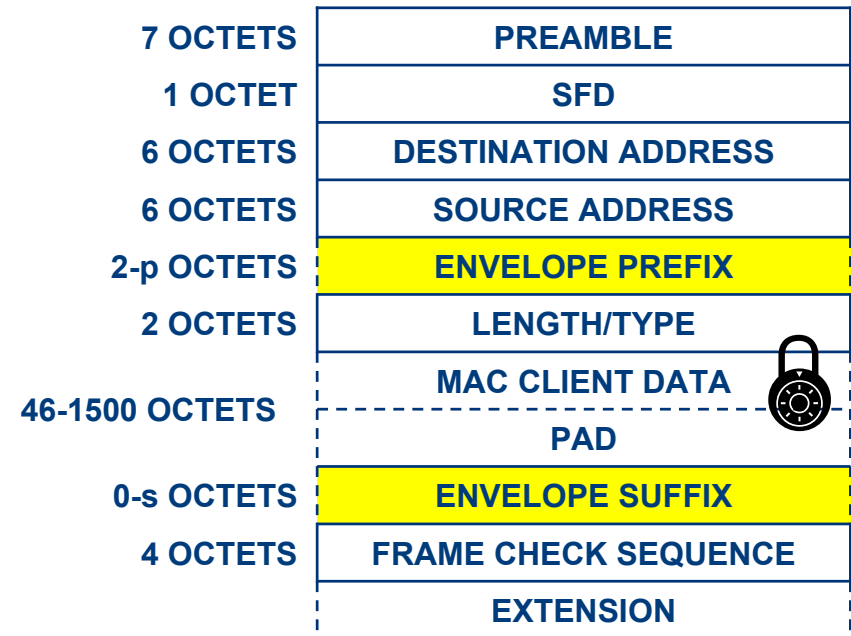 7 OCTETS PREAMBLE
1 OCTET SFD
6 OCTETS DESTINATION ADDRESS
6 OCTETS SOURCE ADDRESS
2-p OCTETS ENVELOPE PREFIX
2 OCTETS LENGTH/TYPE
MAC CLIENT DATA
46-1500 OCTETS
PAD
0-s OCTETS ENVELOPE SUFFIX
4 OCTETS FRAME CHECK SEQUENCE
EXTENSION